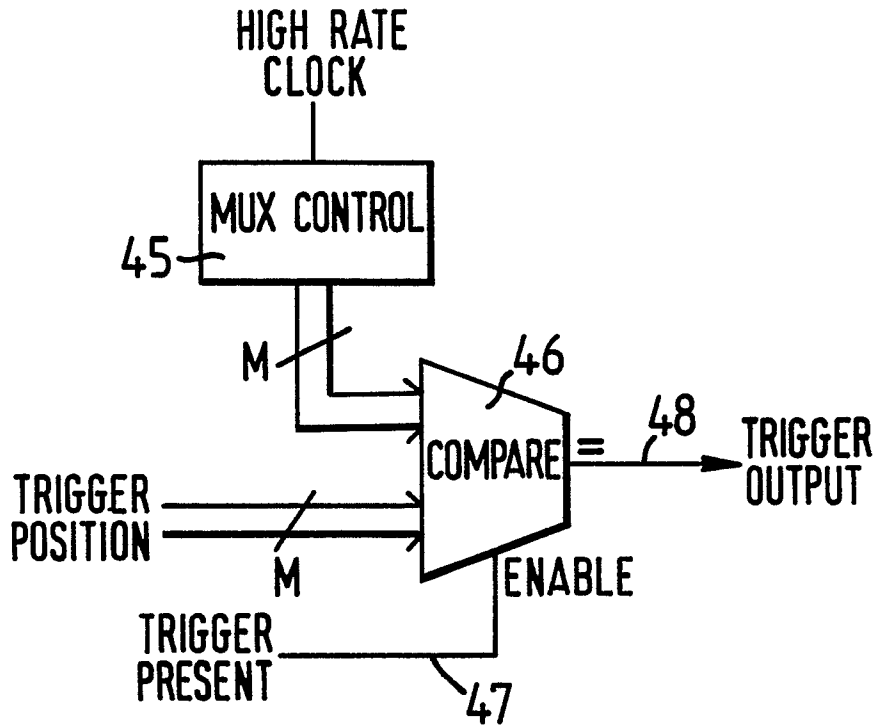 HIGH RATE
CLOCK
MUX CONTROL
45
M
46
COMPARE
=
48
TRIGGER
OUTPUT
TRIGGER
POSITION
M
ENABLE
TRIGGER
PRESENT
47